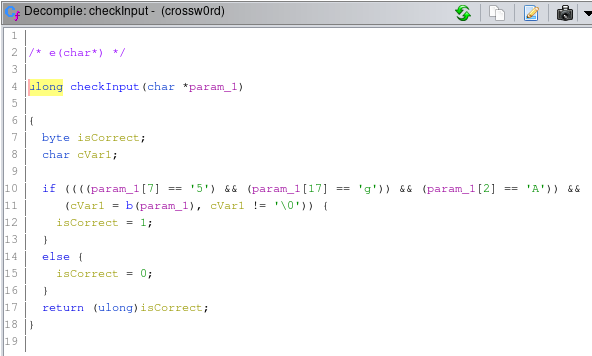 Decompile: checkInput - (crossw0rd)
1
2 /* e(char*) */
3
4 ulong checkInput(char *param_1)
5
6 {
7 byte isCorrect;
8 char cVar1;
9
10 if ((((param_1[7] == '5') && (param_1[17] == 'g')) && (param_1[2] == 'A')) &&
11 (cVar1 = b(param_1), cVar1 != '\0')) {
12 isCorrect = 1;
13 }
14 else {
15 isCorrect = 0;
16 }
17 return (ulong)isCorrect;
18 }
19